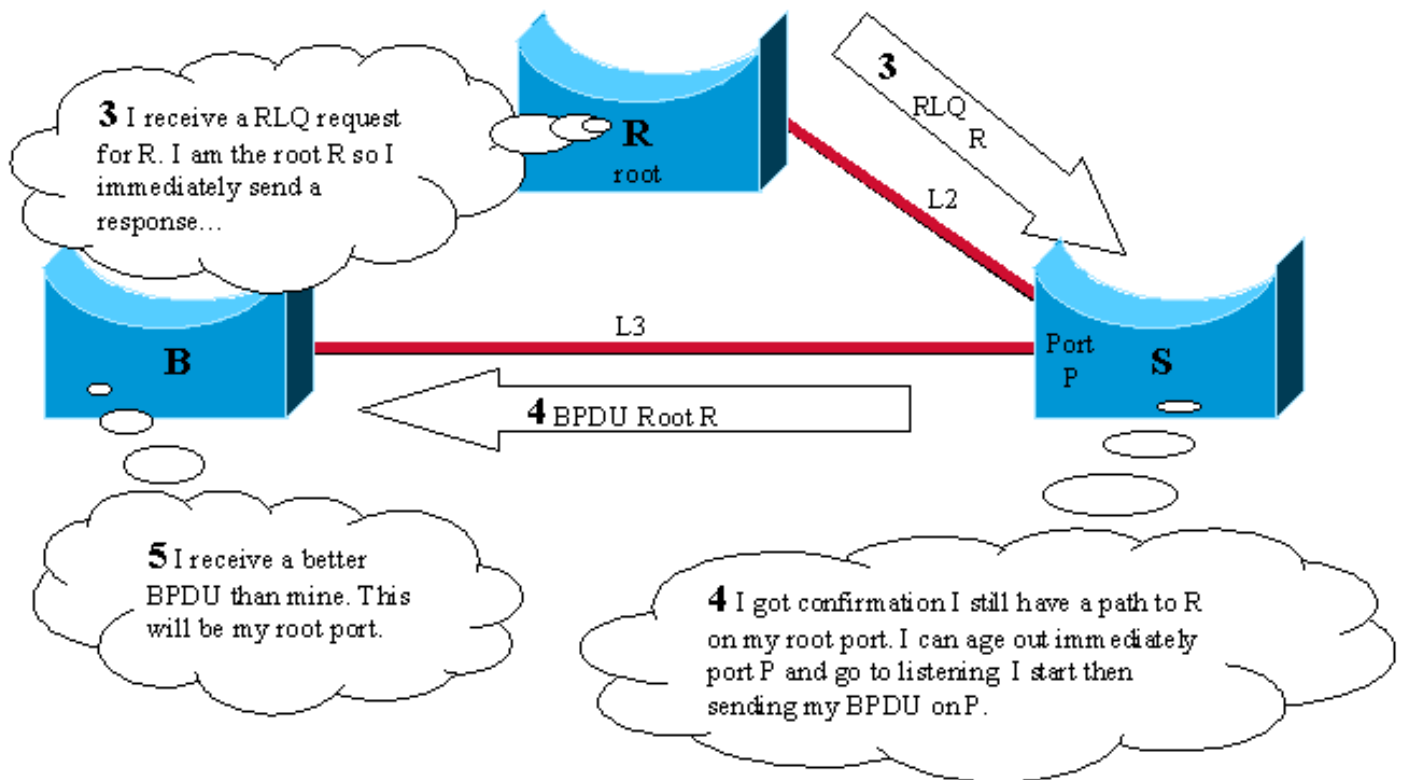 3 I receive a RLQ request
for R. I am the root R so I
immediately send a
response...
R
root
3
RLQ
R
L2
L3
B
Port
P
S
4 BPDU Root R
5 I receive a better
BPDU than mine. This
will be my root port.
4 I got confirmation I still have a path to R
on my root port. I can age out immediately
port P and go to listening. I start then
sending my BPDU on P.